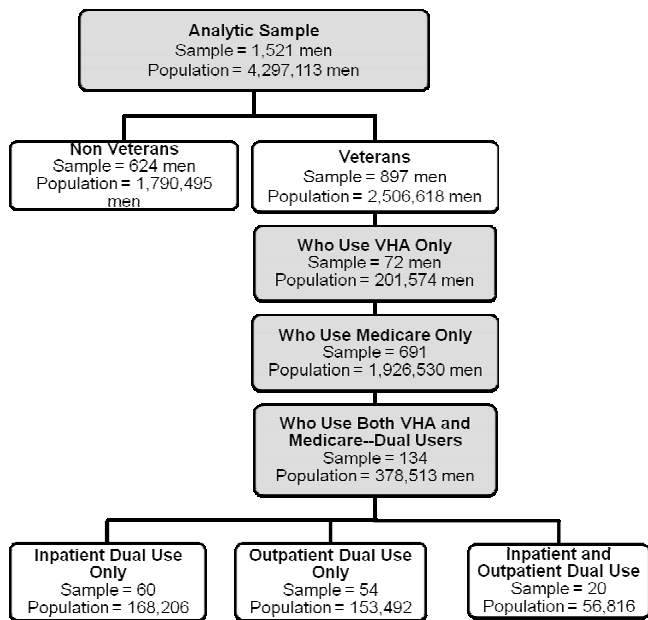 Analytic Sample
Sample = 1,521 men
Population = 4,297,113 men
Non Veterans
Sample = 624 men
Population = 1,790,495
men
Veterans
Sample = 897 men
Population = 2,506,618 men
Who Use VHA Only
Sample = 72 men
Population = 201,574 men
Who Use Medicare Only
Sample = 691
Population = 1,926,530 men
Who Use Both VHA and
Medicare--Dual Users
Sample = 134
Population = 378,513 men
Inpatient Dual Use
Only
Sample = 60
Population = 168,206
Outpatient Dual Use
Only
Sample = 54
Population = 153,492
Inpatient and
Outpatient Dual Use
Sample = 20
Population = 56,816